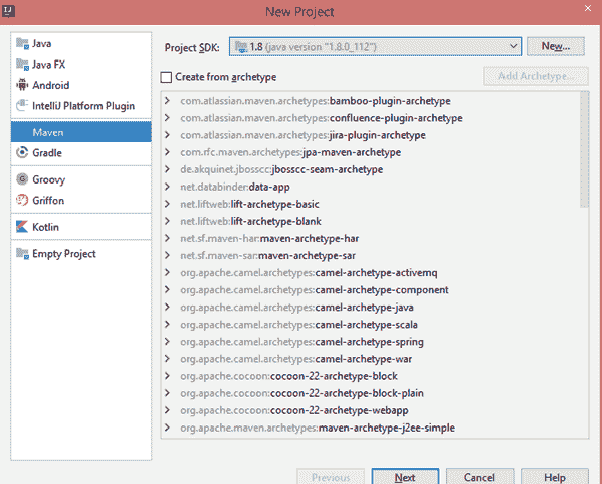 New Project
Java
Java FX
Android
IntelliJ Platform Plugin
Maven
Gradle
Groovy
Griffon
Kotlin
Empty Project
Project SDK: 1.8 (java version "1.8.0_112") New...
Create from archetype Add Archetype...
com.atlassian.maven.archetypes:bamboo-plugin-archetype
com.atlassian.maven.archetypes:confluence-plugin-archetype
com.atlassian.maven.archetypes:jira-plugin-archetype
com.rfc.maven.archetypes:jpa-maven-archetype
de.akquinet.jbosscc:jbosscc-seam-archetype
net.databinder:data-app
net.liftweb:lift-archetype-basic
net.liftweb:lift-archetype-blank
net.sf.maven-har:maven-archetype-har
net.sf.maven-sar:maven-archetype-sar
org.apache.camel.archetypes:camel-archetype-activemq
org.apache.camel.archetypes:camel-archetype-component
org.apache.camel.archetypes:camel-archetype-java
org.apache.camel.archetypes:camel-archetype-scala
org.apache.camel.archetypes:camel-archetype-spring
org.apache.camel.archetypes:camel-archetype-war
org.apache.cocoon:cocoon-22-archetype-block
org.apache.cocoon:cocoon-22-archetype-block-plain
org.apache.cocoon:cocoon-22-archetype-webapp
org.apache.maven.archetypes:maven-archetype-j2ee-simple
Previous Next Cancel Help